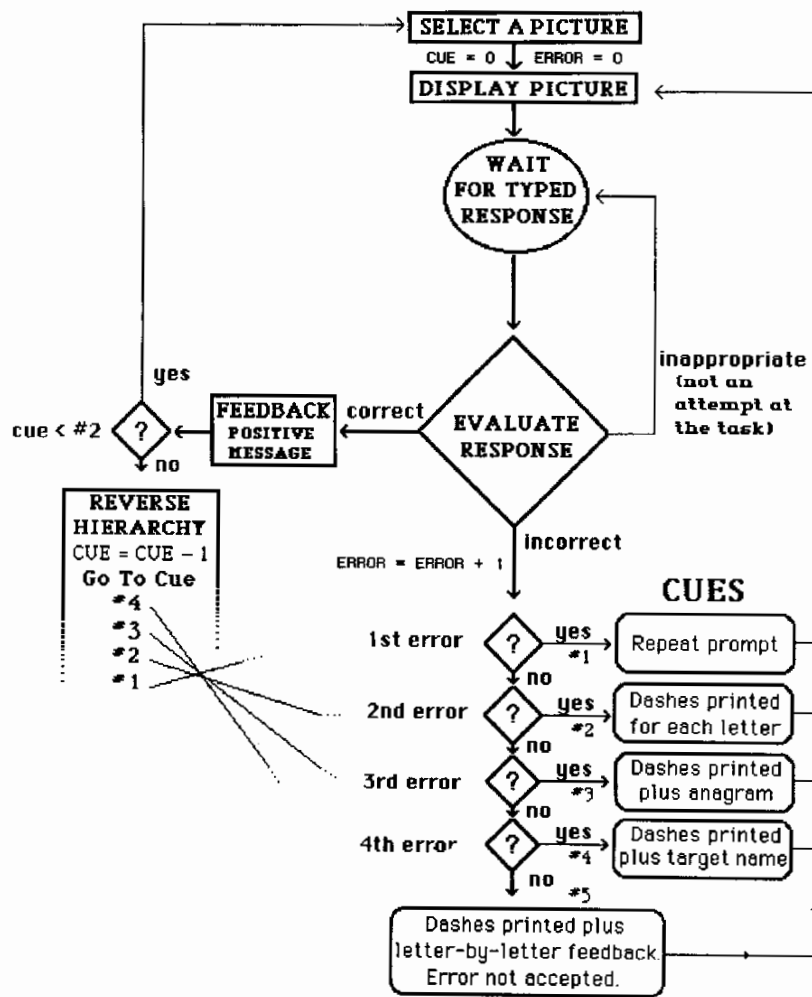 SELECT A PICTURE
CUE = 0 ERROR = 0
DISPLAY PICTURE
WAIT
FOR TYPED
RESPONSE
inappropriate
(not an
attempt at
the task)
yes
cue < #2
?
no
FEEDBACK
POSITIVE
MESSAGE
correct
EVALUATE
RESPONSE
REVERSE
HIERARCHY
CUE = CUE - 1
Go To Cue
#4
#3
#2
#1
incorrect
ERROR = ERROR + 1
CUES
1st error
?
yes
#1
Repeat prompt
no
2nd error
?
yes
#2
Dashes printed
for each letter
no
3rd error
?
yes
#3
Dashes printed
plus anagram
no
4th error
?
yes
#4
Dashes printed
plus target name
no
#5
Dashes printed plus
letter-by-letter feedback.
Error not accepted.